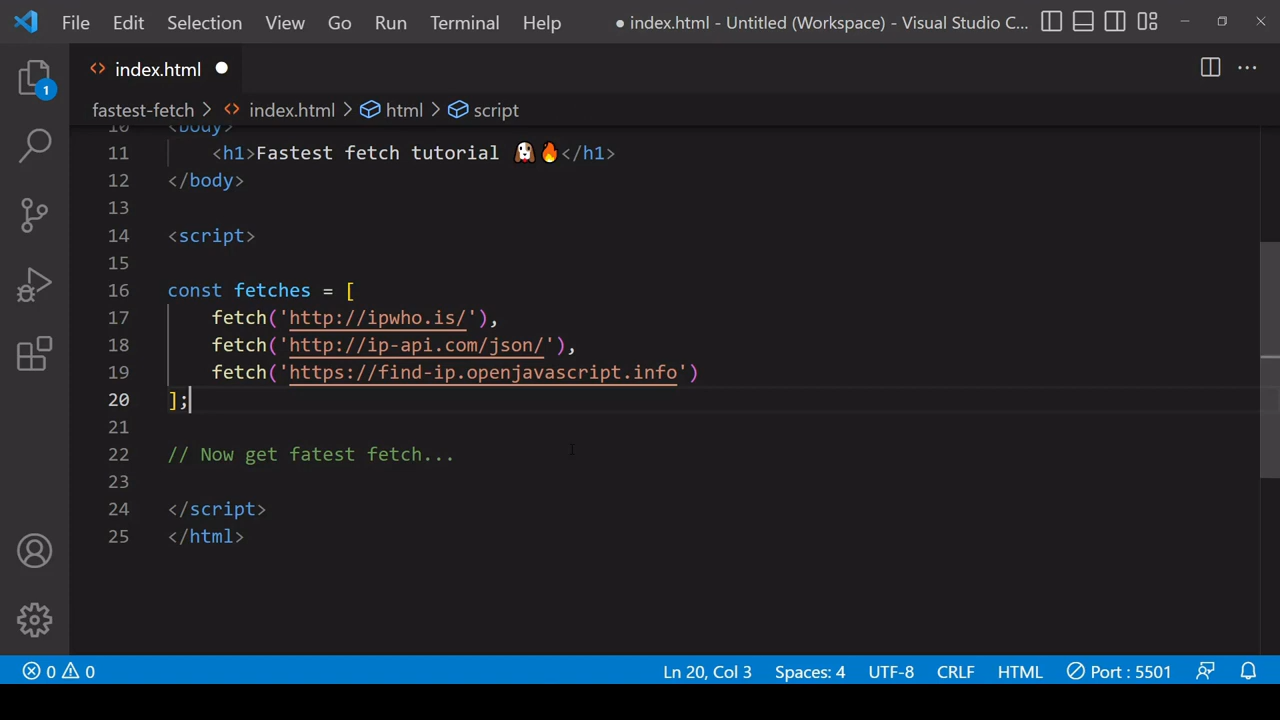 File Edit Selection View Go Run Terminal Help ● index.html - Untitled (Workspace) - Visual Studio C...
index.html
1
fastest-fetch > index.html > html > script
10 <body>
11 <h1>Fastest fetch tutorial 🐶🔥</h1>
12 </body>
13
14 <script>
15
16 const fetches = [
17 fetch('http://ipwho.is/'),
18 fetch('http://ip-api.com/json/'),
19 fetch('https://find-ip.openjavascript.info')
20 ];
21
22 // Now get fatest fetch...
23
24 </script>
25 </html>
0 0 Ln 20, Col 3 Spaces: 4 UTF-8 CRLF HTML Port : 5501